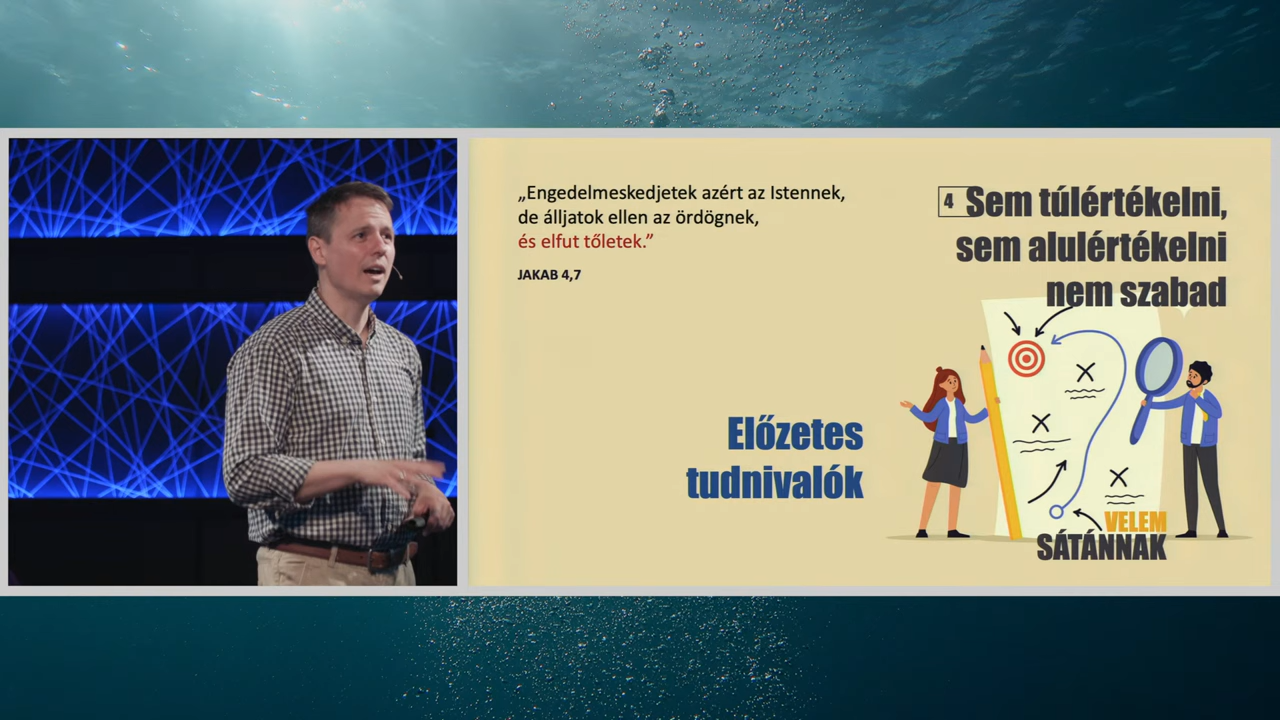 „Engedelmeskedjetek azért az Istennek,
de álljatok ellen az ördögnek,
és elfut tőletek.”
JAKAB 4,7
4 Sem túlértékelni,
sem alulértékelni
nem szabad
Előzetes
tudnivalók
VELEM
SÁTÁNNAK